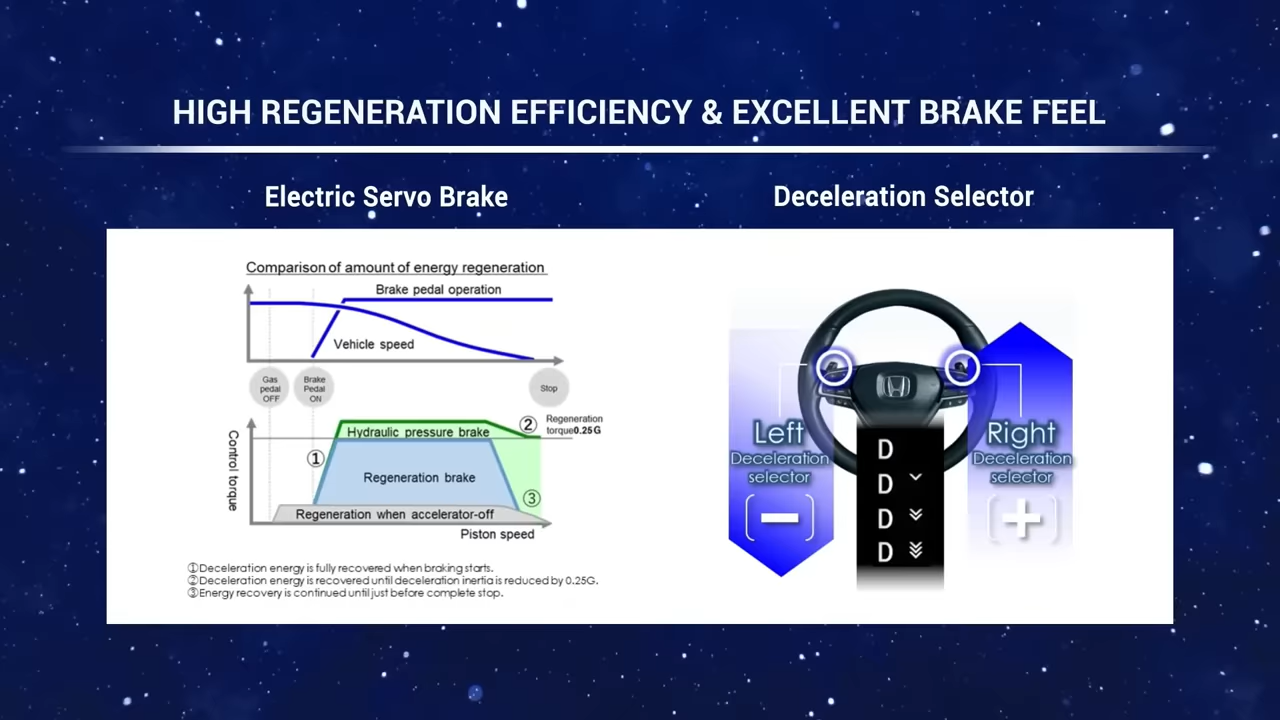 HIGH REGENERATION EFFICIENCY & EXCELLENT BRAKE FEEL
Electric Servo Brake
Comparison of amount of energy regeneration
Brake pedal operation
Vehicle speed
Gas
pedal
OFF
Brake
Pedal
ON
Stop
Control torque
Hydraulic pressure brake
②
Regeneration
torque0.25G
①
Regeneration brake
③
Regeneration when accelerator-off
Piston speed
①Deceleration energy is fully recovered when braking starts.
②Deceleration energy is recovered until deceleration inertia is reduced by 0.25G.
③Energy recovery is continued until just before complete stop.
Deceleration Selector
Left
Deceleration
selector
(−)
D
D
D
D
Right
Deceleration
selector
(+)